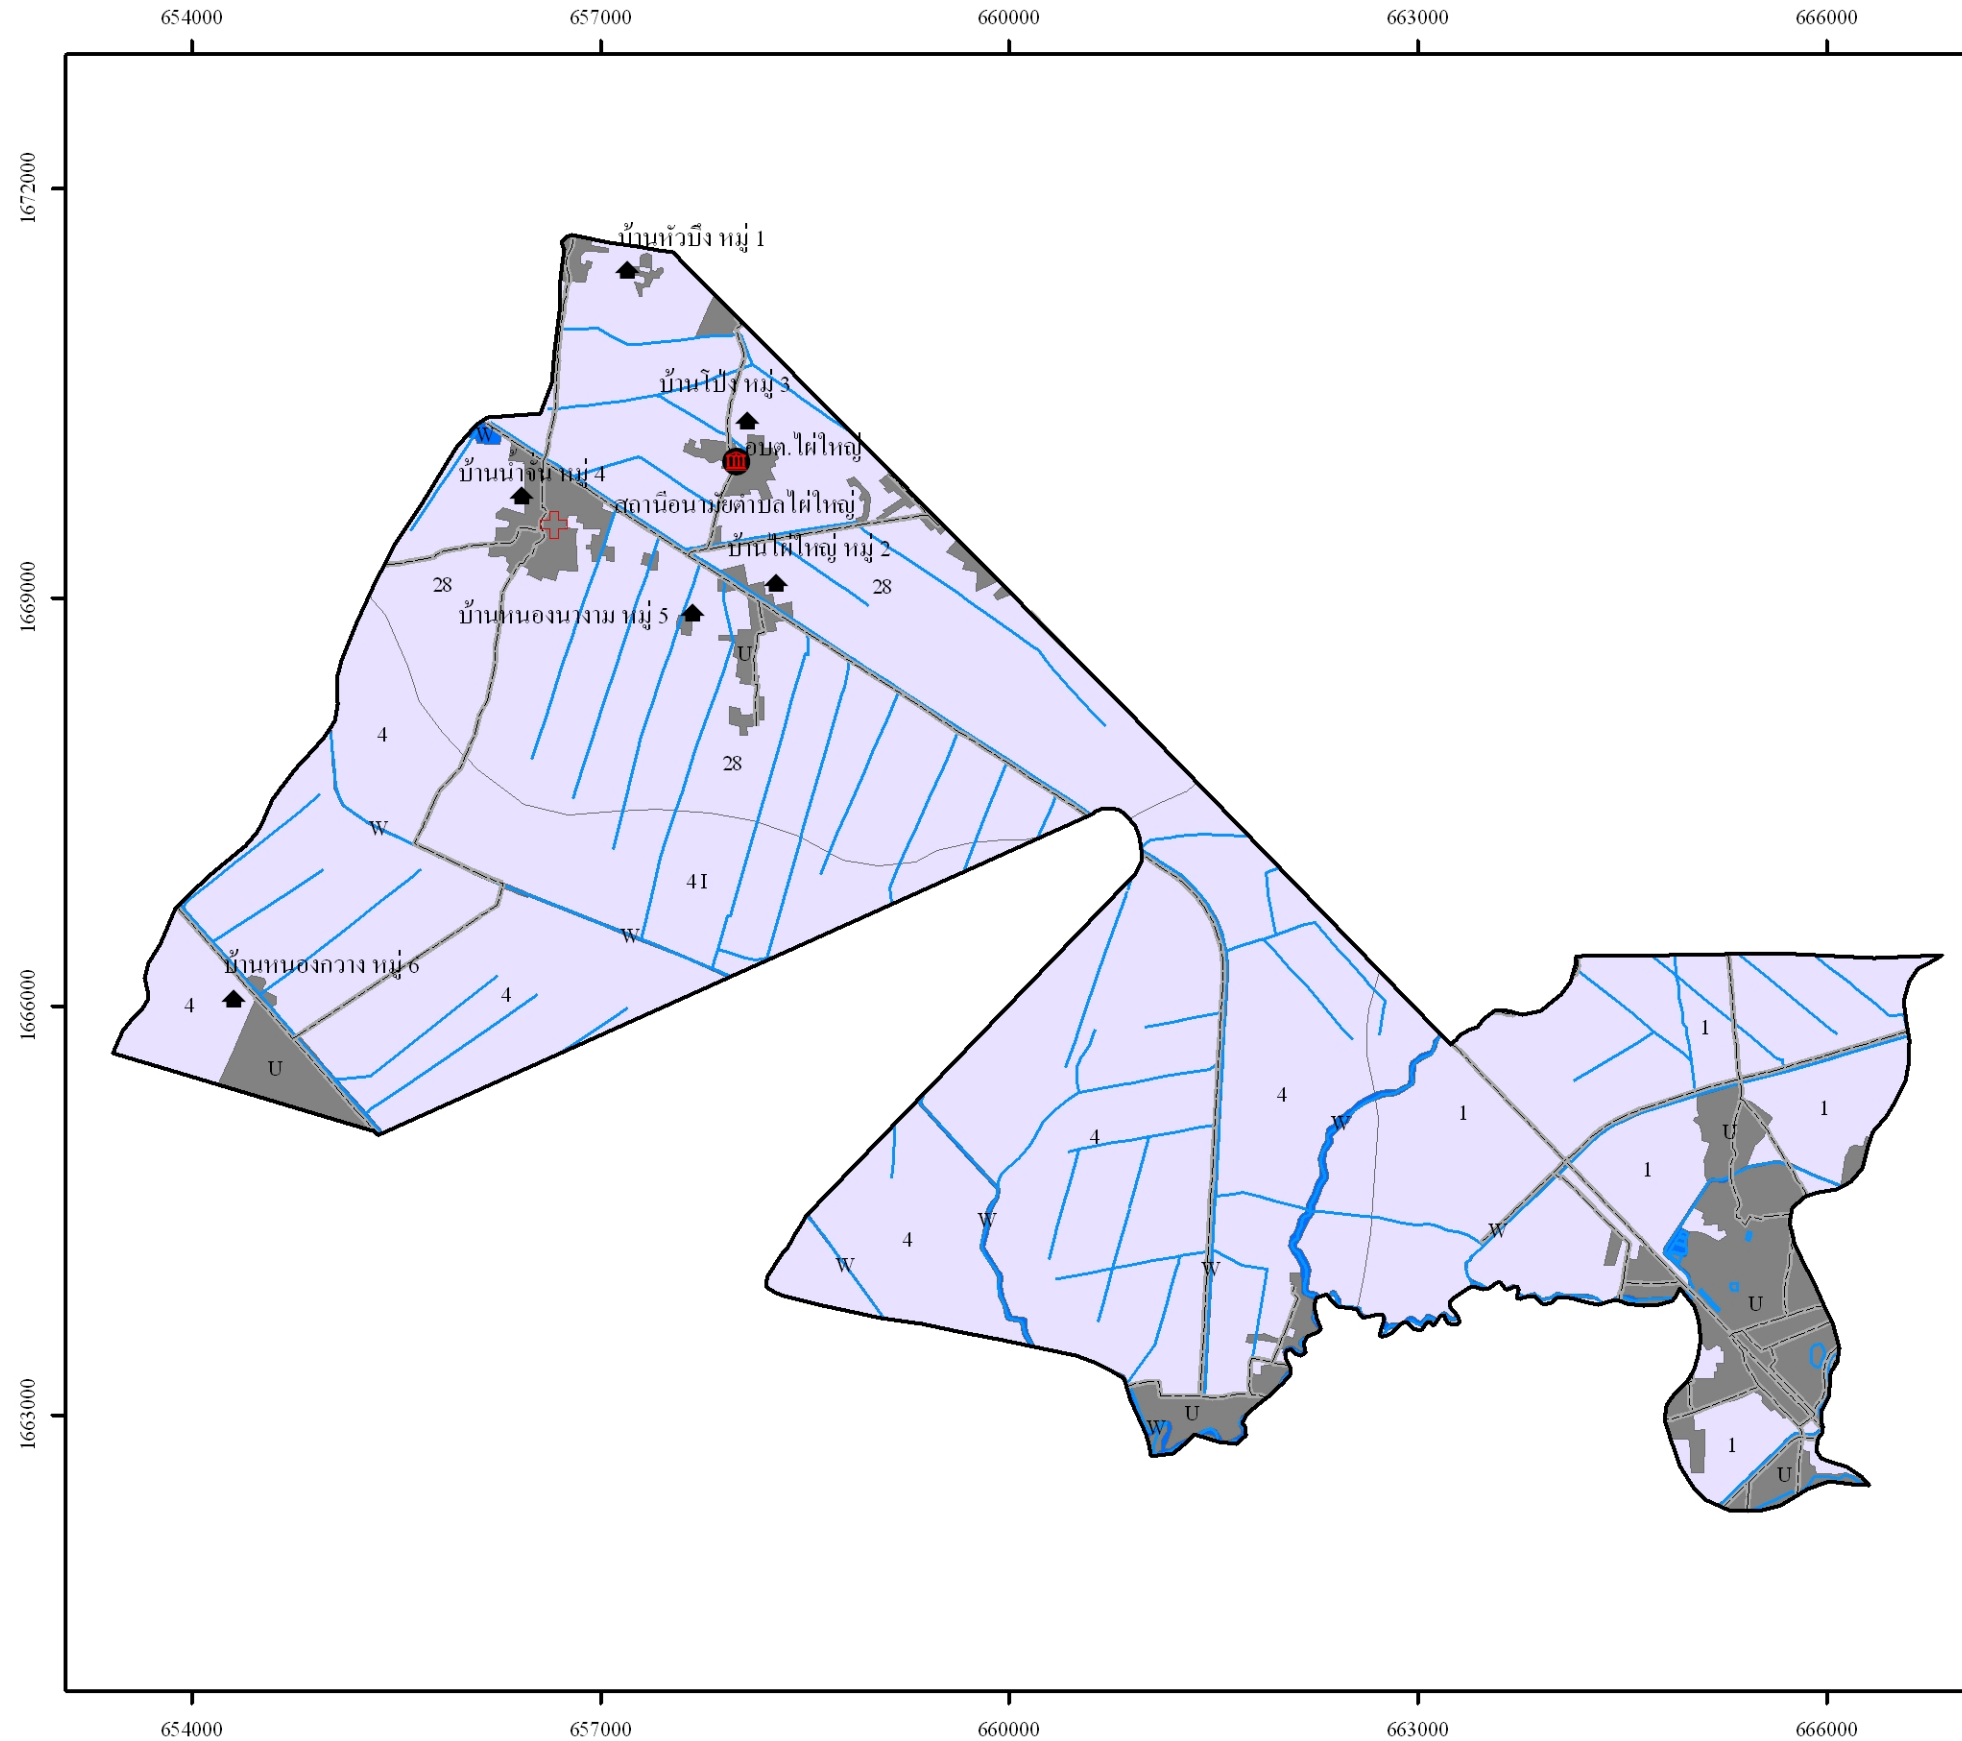 654000 657000 660000 663000 666000
1672000
บ้านหัวบึง หมู่ 1
บ้านโป่ง หมู่ 3
W
อบต.ไผ่ใหญ่
บ้านน้ำจั้น หมู่ 4
สถานีอนามัยตำบลไผ่ใหญ่
บ้านไผ่ใหญ่ หมู่ 2
1669000
28
28
บ้านหนองนางาม หมู่ 5
U
4
28
W
4I
W
บ้านหนองกวาง หมู่ 6
1666000
4
4
1
U
4
1
1
W
4
U
1
W
W
4
W
W
U
1663000
U
W
1
U
654000 657000 660000 663000 666000